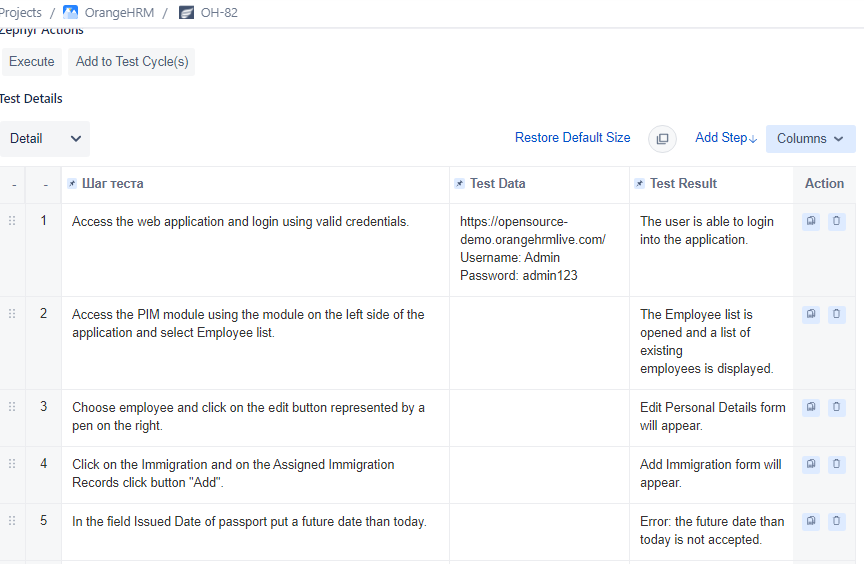 Projects / OrangeHRM / OH-82
Zephyr Actions
Execute Add to Test Cycle(s)
Test Details
Detail Restore Default Size Add Step↓ Columns
- - Шаг теста Test Data Test Result Action
1 Access the web application and login using valid credentials. https://opensource- The user is able to login
demo.orangehrmlive.com/ into the application.
Username: Admin
Password: admin123
2 Access the PIM module using the module on the left side of the The Employee list is
application and select Employee list. opened and a list of
existing
employees is displayed.
3 Choose employee and click on the edit button represented by a Edit Personal Details form
pen on the right. will appear.
4 Click on the Immigration and on the Assigned Immigration Add Immigration form will
Records click button "Add". appear.
5 In the field Issued Date of passport put a future date than today. Error: the future date than
today is not accepted.